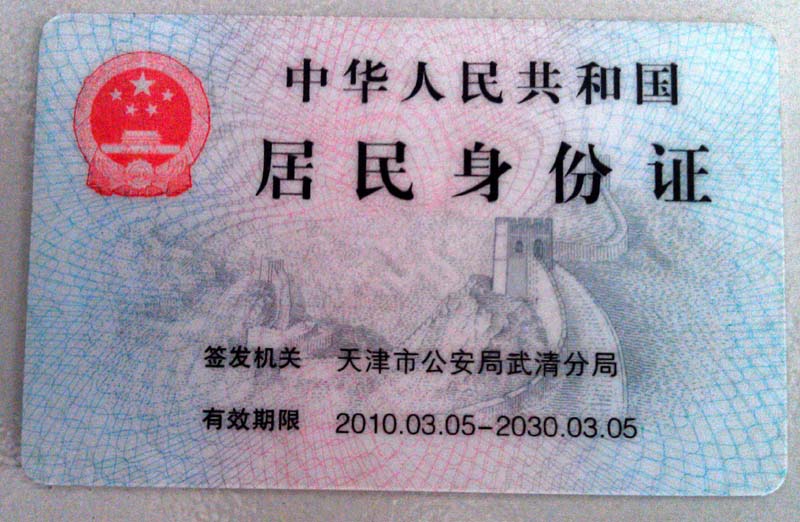 中华人民共和国
居民身份证
签发机关 天津市公安局武清分局
有效期限 2010.03.05-2030.03.05